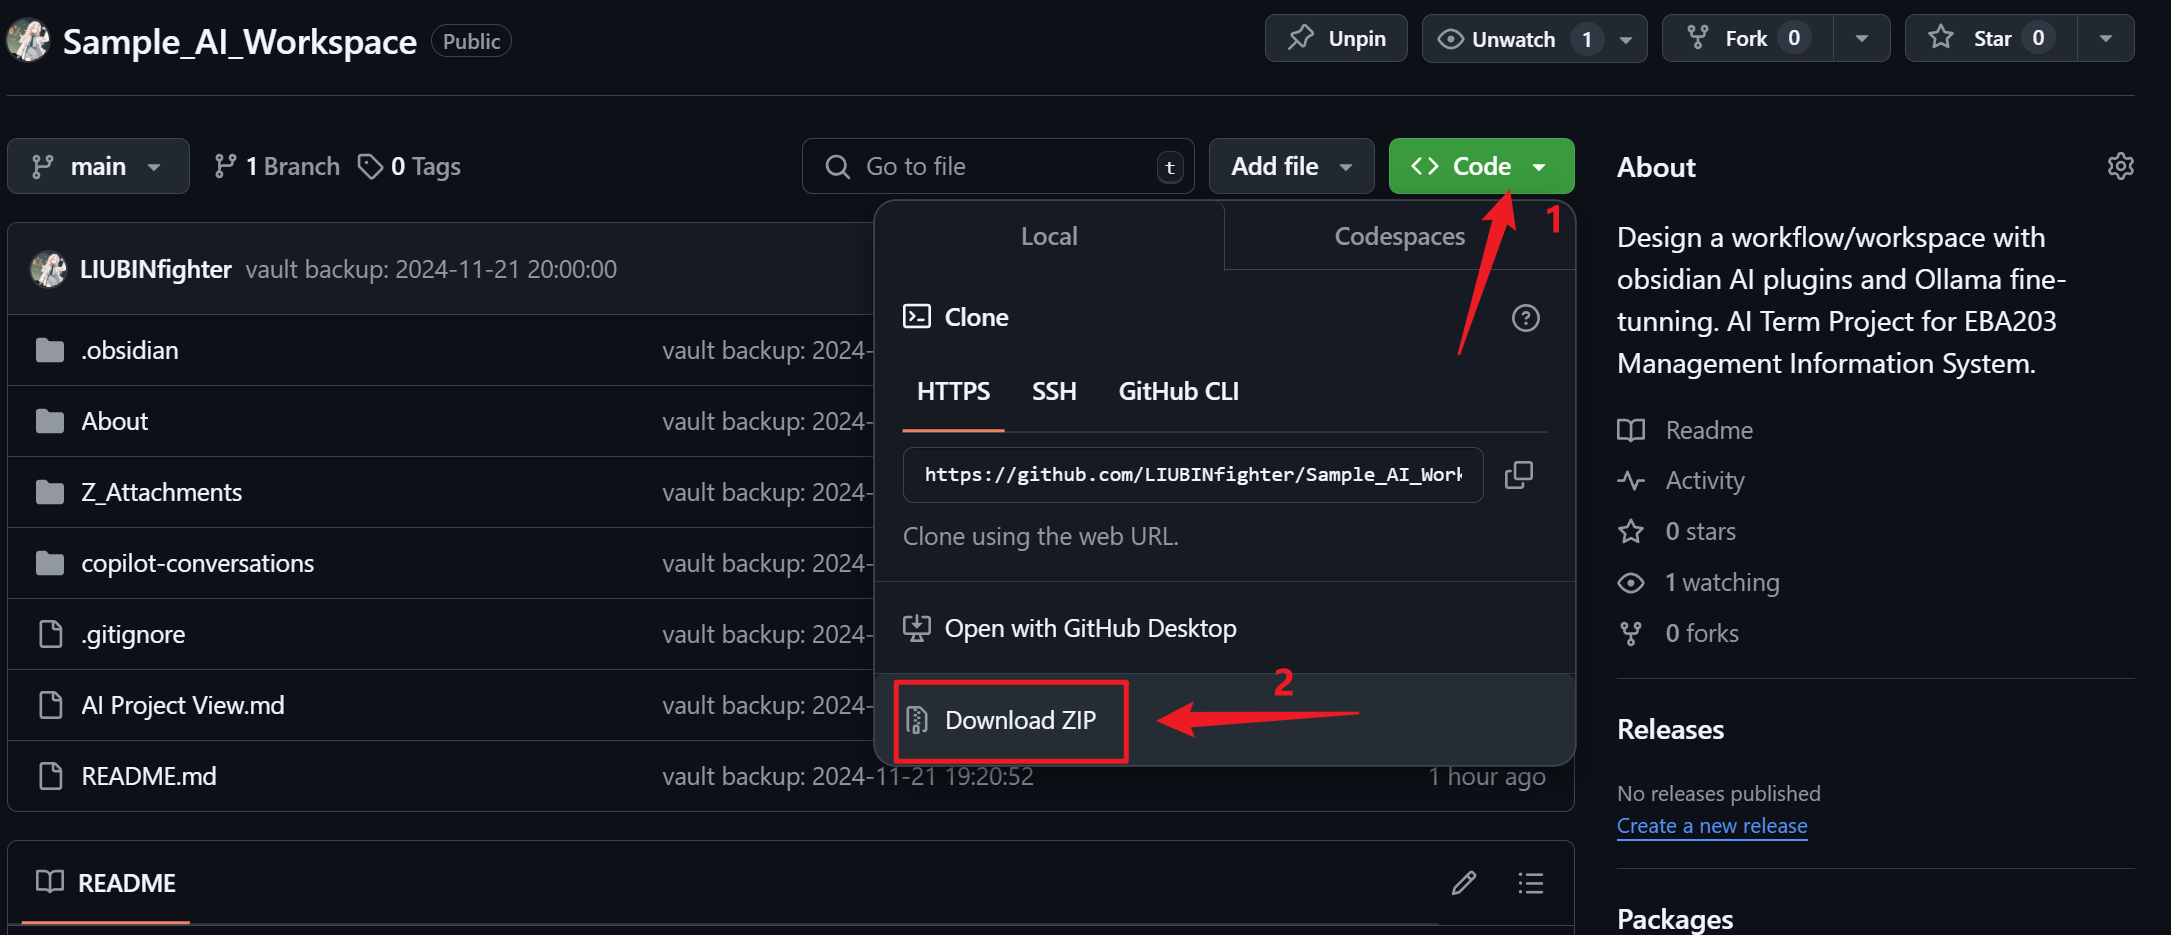 Sample_AI_Workspace Public
Unpin
Unwatch 1
Fork 0
Star 0
main
1 Branch
0 Tags
Go to file t
Add file
Code
1
LIUBINfighter vault backup: 2024-11-21 20:00:00
.obsidian vault backup: 2024-
About vault backup: 2024-
Z_Attachments vault backup: 2024-
copilot-conversations vault backup: 2024-
.gitignore vault backup: 2024-
AI Project View.md vault backup: 2024-
README.md vault backup: 2024-11-21 19:20:52 1 hour ago
Local
Codespaces
Clone
HTTPS SSH GitHub CLI
https://github.com/LIUBINfighter/Sample_AI_Work
Clone using the web URL.
Open with GitHub Desktop
2
Download ZIP
README
About
Design a workflow/workspace with
obsidian AI plugins and Ollama fine-
tunning. AI Term Project for EBA203
Management Information System.
Readme
Activity
0 stars
1 watching
0 forks
Releases
No releases published
Create a new release
Packages